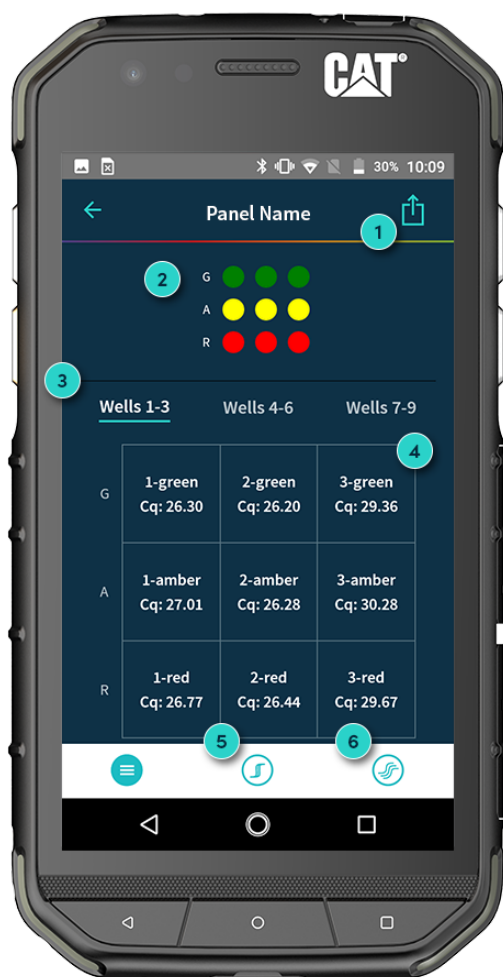 CAT®
30% 10:09
Panel Name
1
2
G
A
R
3
Wells 1-3 Wells 4-6 Wells 7-9
4
G
1-green 2-green 3-green
Cq: 26.30 Cq: 26.20 Cq: 29.36
A
1-amber 2-amber 3-amber
Cq: 27.01 Cq: 26.28 Cq: 30.28
R
1-red 2-red 3-red
Cq: 26.77 Cq: 26.44 Cq: 29.67
5 6